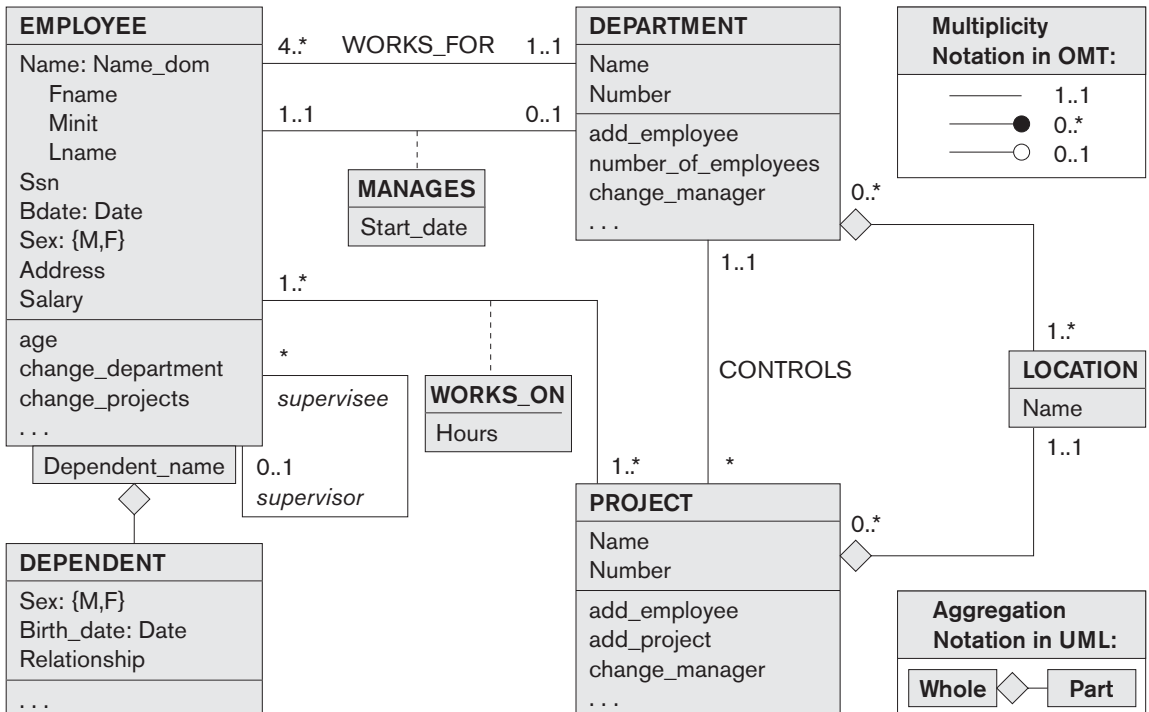 EMPLOYEE
Name: Name_dom
Fname
Minit
Lname
Ssn
Bdate: Date
Sex: {M,F}
Address
Salary
age
change_department
change_projects
. . .
Dependent_name
DEPENDENT
Sex: {M,F}
Birth_date: Date
Relationship
. . .
4..* WORKS_FOR 1..1
1..1 0..1
MANAGES
Start_date
1..*
*
supervisee
0..1
supervisor
WORKS_ON
Hours
1..*
DEPARTMENT
Name
Number
add_employee
number_of_employees
change_manager
. . .
0..*
1..1
CONTROLS
*
1..*
LOCATION
Name
1..1
PROJECT
Name
Number
add_employee
add_project
change_manager
. . .
0..*
Multiplicity
Notation in OMT:
1..1
0..*
0..1
Aggregation
Notation in UML:
Whole Part